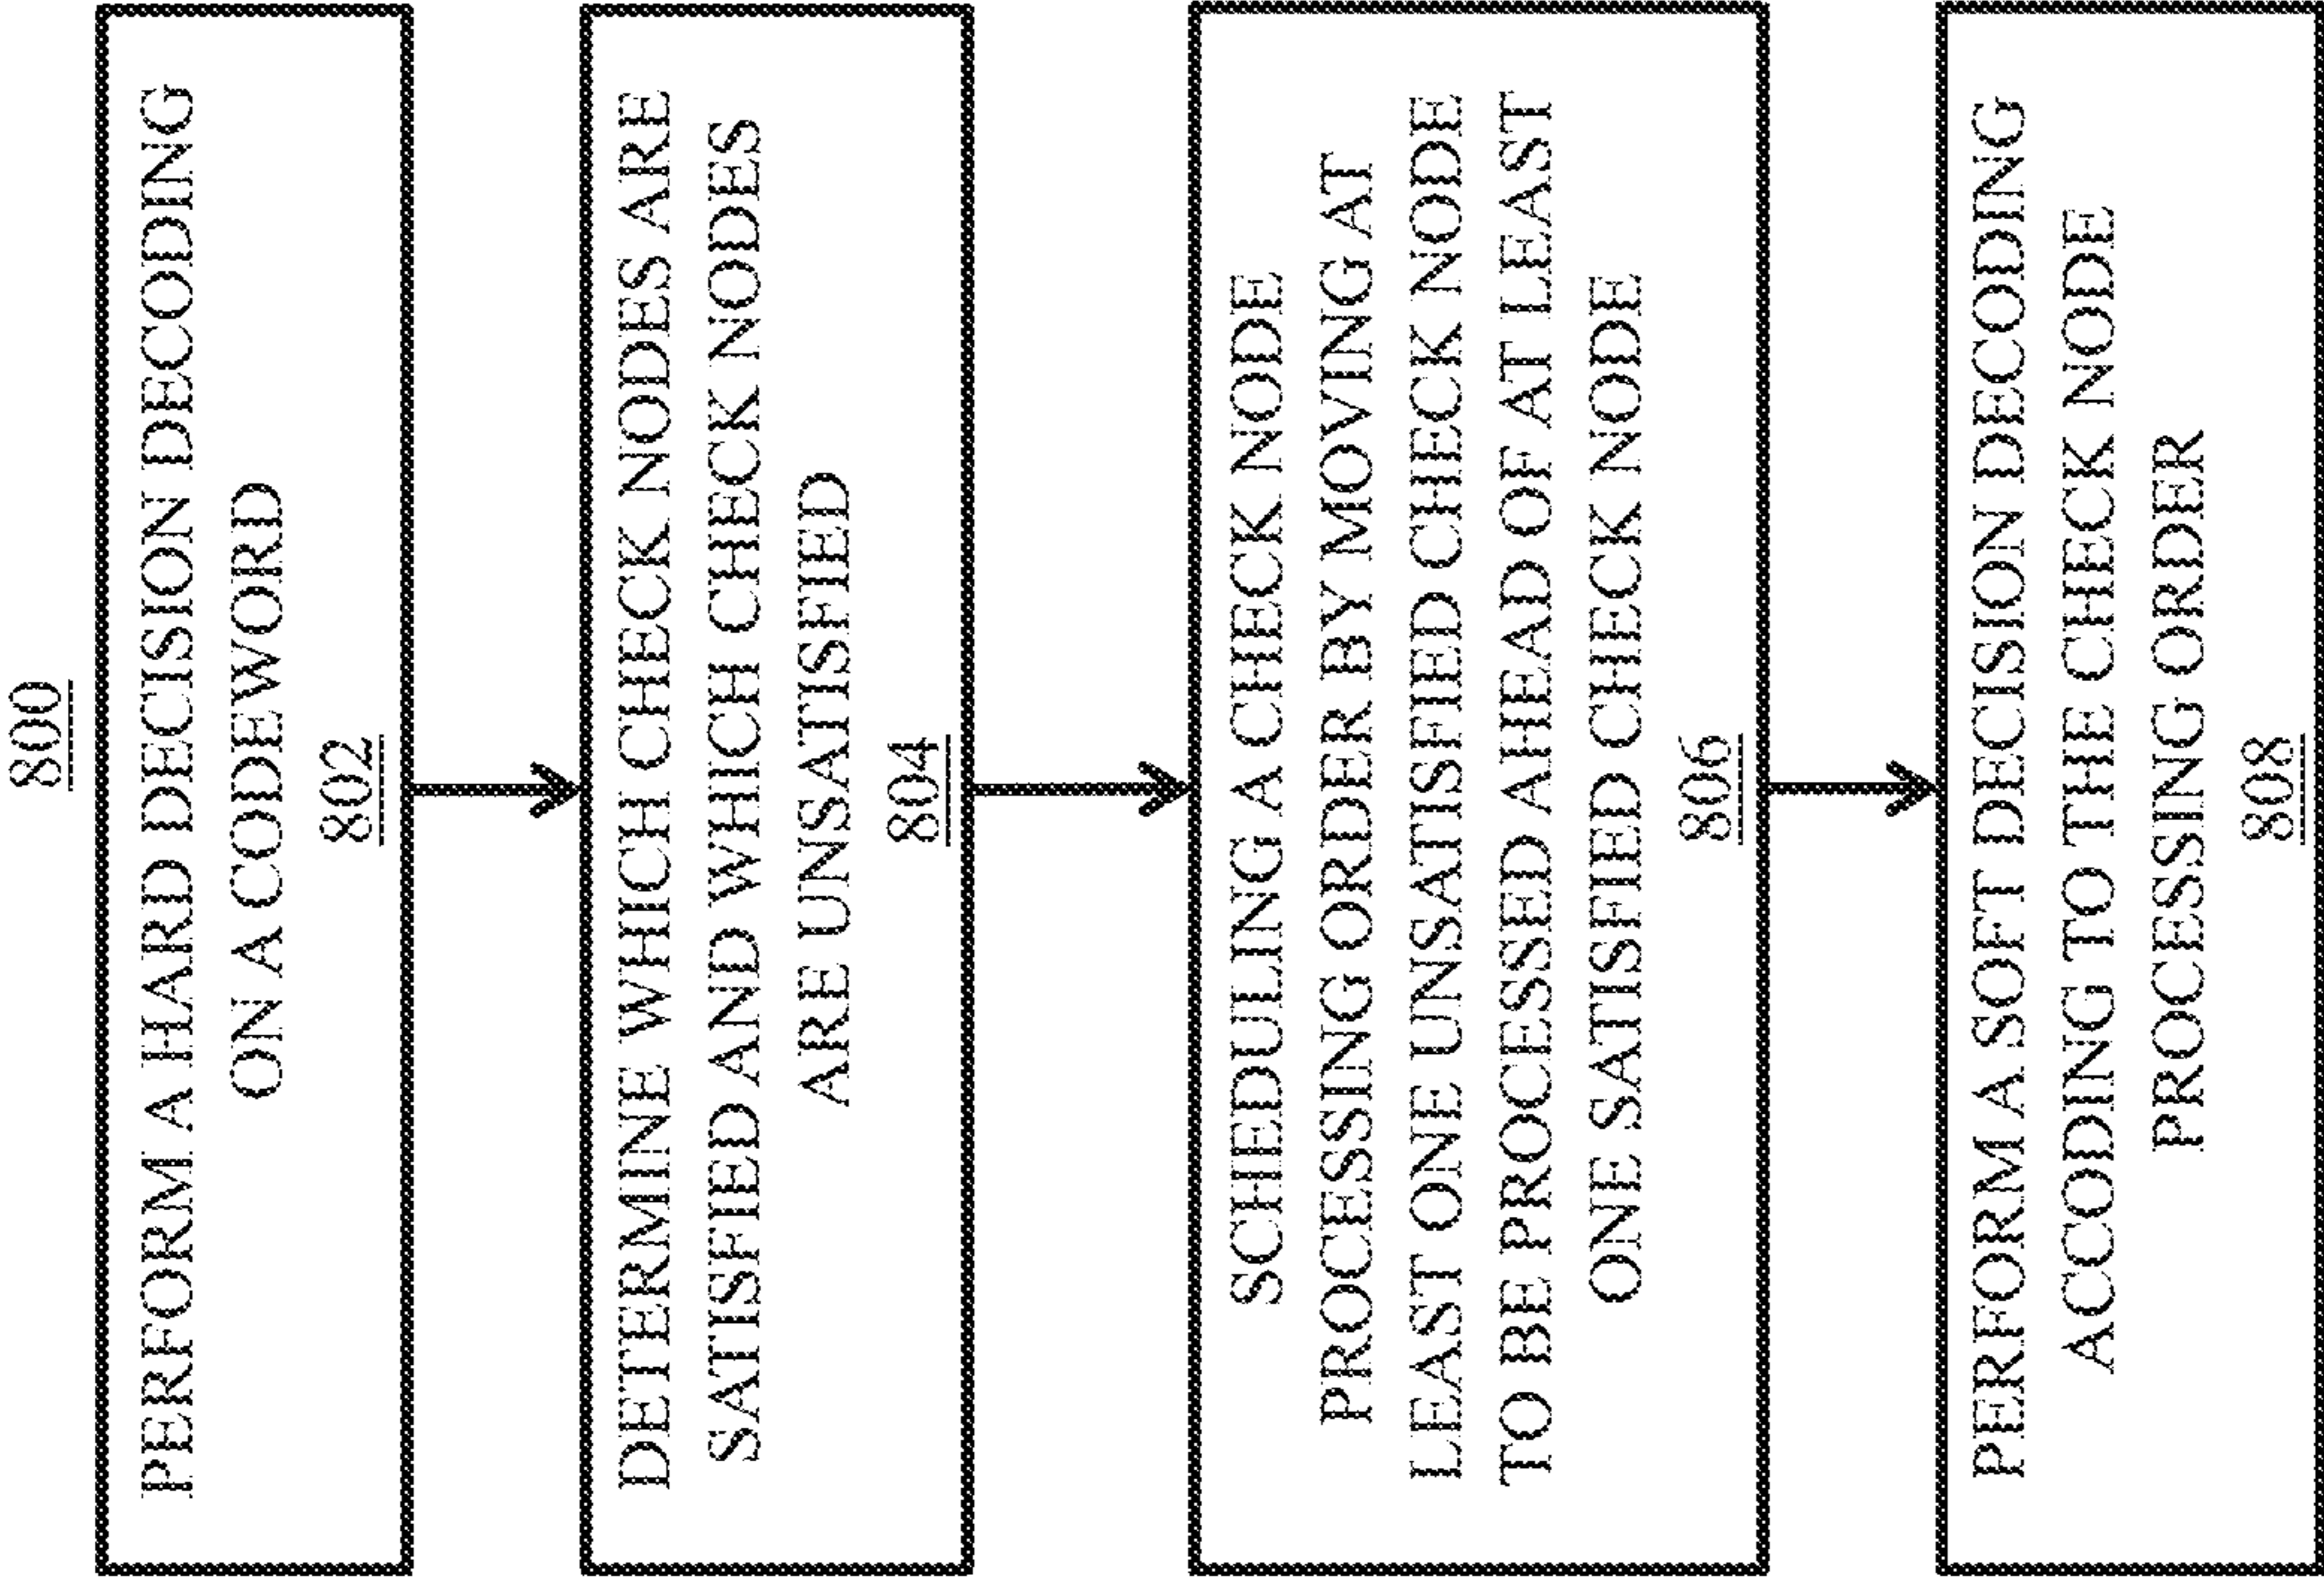 800
PERFORM A HARD DECISION DECODING
ON A CODEWORD
802
DETERMINE WHICH CHECK NODES ARE
SATISFIED AND WHICH CHECK NODES
ARE UNSATISFIED
804
SCHEDULING A CHECK NODE
PROCESSING ORDER BY MOVING AT
LEAST ONE UNSATISFIED CHECK NODE
TO BE PROCESSED AHEAD OF AT LEAST
ONE SATISFIED CHECK NODE
806
PERFORM A SOFT DECISION DECODING
ACCODING TO THE CHECK NODE
PROCESSING ORDER
808